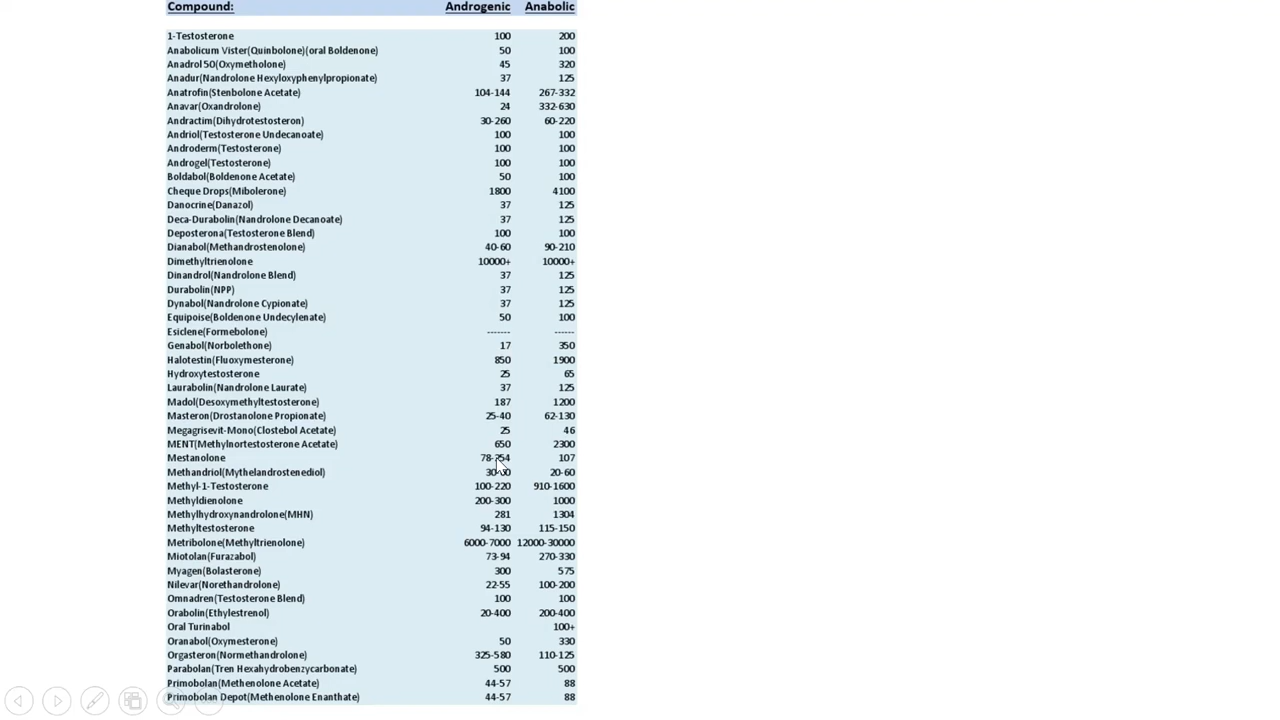 Compound: Androgenic Anabolic
1-Testosterone 100 200
Anabolicum Vister(Quinbolone)(oral Boldenone) 50 100
Anadrol 50(Oxymetholone) 45 320
Anadur(Nandrolone Hexyloxyphenylpropionate) 37 125
Anatrofin(Stenbolone Acetate) 104-144 267-332
Anavar(Oxandrolone) 24 332-630
Andractim(Dihydrotestosteron) 30-260 60-220
Andriol(Testosterone Undecanoate) 100 100
Androderm(Testosterone) 100 100
Androgel(Testosterone) 100 100
Boldabol(Boldenone Acetate) 50 100
Cheque Drops(Mibolerone) 1800 4100
Danocrine(Danazol) 37 125
Deca-Durabolin(Nandrolone Decanoate) 37 125
Deposterona(Testosterone Blend) 100 100
Dianabol(Methandrostenolone) 40-60 90-210
Dimethyltrienolone 10000+ 10000+
Dinandrol(Nandrolone Blend) 37 125
Durabolin(NPP) 37 125
Dynabol(Nandrolone Cypionate) 37 125
Equipoise(Boldenone Undecylenate) 50 100
Esiclene(Formebolone) ------- ------
Genabol(Norbolethone) 17 350
Halotestin(Fluoxymesterone) 850 1900
Hydroxytestosterone 25 65
Laurabolin(Nandrolone Laurate) 37 125
Madol(Desoxymethyltestosterone) 187 1200
Masteron(Drostanolone Propionate) 25-40 62-130
Megagrisevit-Mono(Clostebol Acetate) 25 46
MENT(Methylnortestosterone Acetate) 650 2300
Mestanolone 107
Methandriol(Mythelandrostenediol) 20-60
Methyl-1-Testosterone 100-220 910-1600
Methyldienolone 200-300 1000
Methylhydroxynandrolone(MHN) 281 1304
Methyltestosterone 94-130 115-150
Metribolone(Methyltrienolone) 6000-7000 12000-30000
Miotolan(Furazabol) 73-94 270-330
Myagen(Bolasterone) 300 575
Nilevar(Norethandrolone) 22-55 100-200
Omnadren(Testosterone Blend) 100 100
Orabolin(Ethylestrenol) 20-400 200-400
Oral Turinabol 100+
Oranabol(Oxymesterone) 50 330
Orgasteron(Normethandrolone) 325-580 110-125
Parabolan(Tren Hexahydrobenzycarbonate) 500 500
Primobolan(Methenolone Acetate) 44-57 88
Primobolan Depot(Methenolone Enanthate) 44-57 88